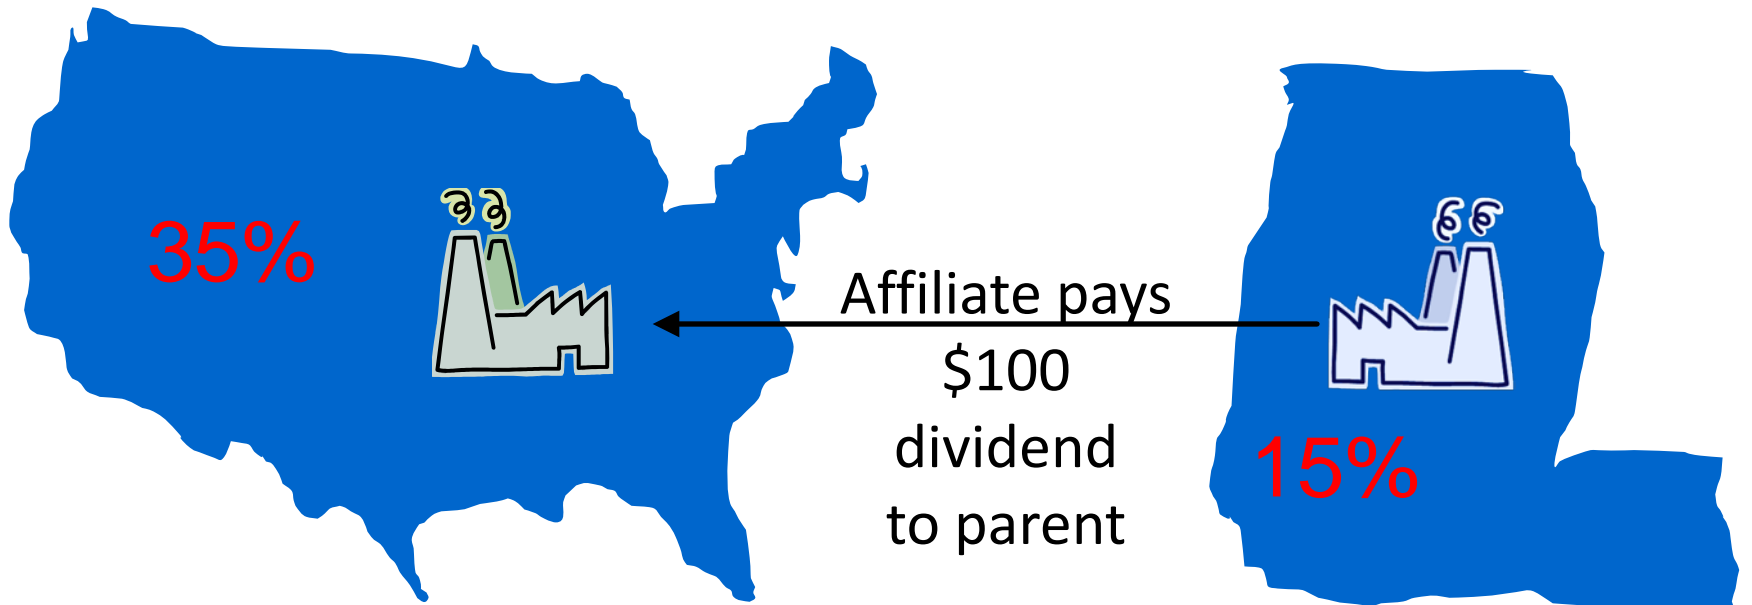 35%
Affiliate pays
$100
dividend
to parent
15%